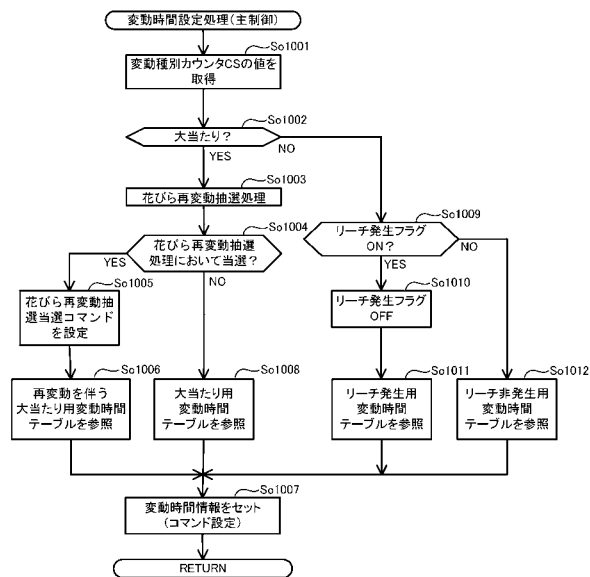 変動時間設定処理(主制御)
So1001
変動種別カウンタCSの値を
取得
So1002
大当たり?
YES
NO
So1003
花びら再変動抽選処理
So1004
花びら再変動抽選
処理において当選?
YES
NO
So1009
リーチ発生フラグ
ON?
YES
NO
So1005
花びら再変動抽
選当選コマンド
を設定
So1010
リーチ発生フラグ
OFF
So1006
再変動を伴う
大当たり用変動時間
テーブルを参照
So1008
大当たり用
変動時間
テーブルを参照
So1011
リーチ発生用
変動時間
テーブルを参照
So1012
リーチ非発生用
変動時間
テーブルを参照
So1007
変動時間情報をセット
(コマンド設定)
RETURN